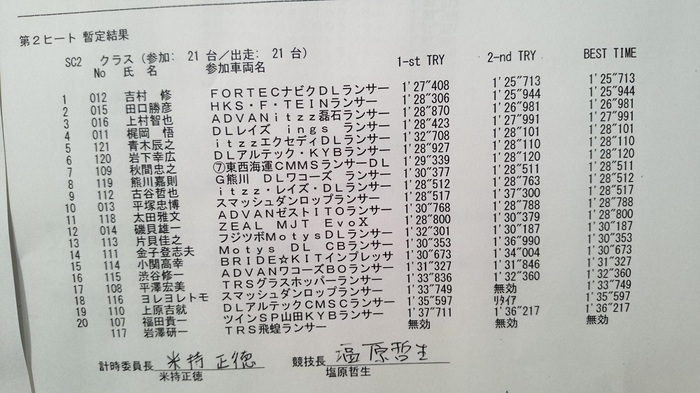 第2ヒート 暫定結果
SC2 クラス (参加: 21 台/出走: 21 台)
No 氏 名 参加車両名 1-st TRY 2-nd TRY BEST TIME
1 012 吉村 修 FORTECナビクDLランサー 1'27"408 1'25"713 1'25"713
2 015 田口勝彦 HKS・F・TEINランサー 1'28"306 1'25"944 1'25"944
3 016 上村智也 ADVANitzz磊石ランサー 1'28"870 1'26"981 1'26"981
4 011 梶岡 悟 DLレイズ ings ランサー 1'28"423 1'27"991 1'27"991
5 121 青木辰之 itzzエクセディDLランサー 1'32"708 1'28"101 1'28"101
6 120 岩下幸広 DLアルテック・KYBランサー 1'28"927 1'28"110 1'28"110
7 109 秋間忠之 ⑦東西海運CMMSランサーDL 1'29"339 1'28"120 1'28"120
8 119 熊川嘉則 G熊川 DLワコーズ ランサー 1'30"377 1'28"511 1'28"511
9 112 古谷哲也 itzz・レイズ・DLランサー 1'28"512 1'28"763 1'28"512
10 013 平塚忠博 スマッシュダンロップランサー 1'28"517 1'37"300 1'28"517
11 118 太田雅文 ADVANゼストITOランサー 1'30"768 1'28"788 1'28"788
12 014 磯貝雄一 ZEAL MJT EvoX 1'28"800 1'30"379 1'28"800
13 113 片貝佳之 フジツボMotysDLランサー 1'32"301 1'30"187 1'30"187
14 111 金子登志夫 Motys DL CBランサー 1'30"353 1'36"990 1'30"353
15 114 小関高幸 BRIDE☆KITインプレッサ 1'30"673 1'34"004 1'30"673
16 115 渋谷修一 ADVANワコーズBOランサー 1'31"327 1'31"846 1'31"327
17 108 平澤宏美 TRSグラスホッパーランサー 1'33"836 1'32"360 1'32"360
18 116 ヨレヨレトモ スマッシュダンロップランサー 1'33"749 無効 1'33"749
19 110 上原吉就 DLアルテックCMSCランサー 1'35"597 リタイア 1'35"597
20 107 福田貴一 ツインSP山田KYBランサー 1'37"711 1'36"217 1'36"217
117 岩澤研一 TRS飛蝗ランサー 無効 無効 無効
計時委員長 米持正徳 競技長 塩原哲生
米持正徳 塩原哲生